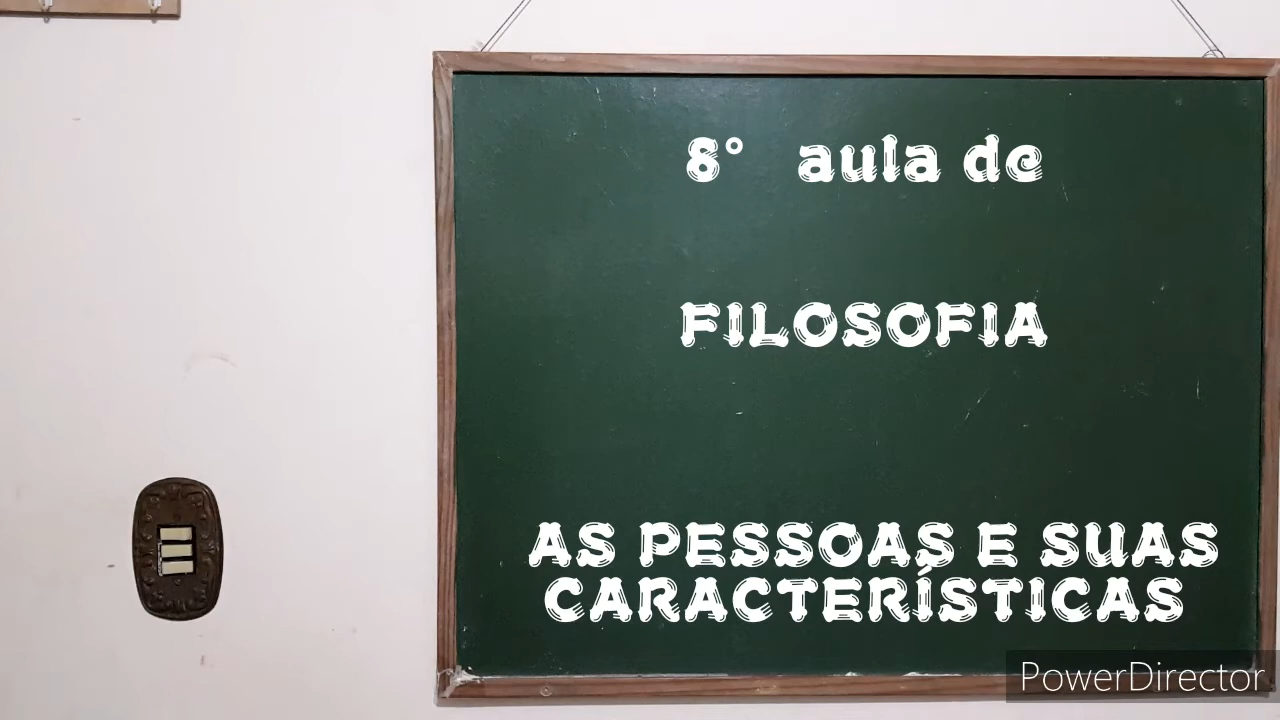 8° aula de
FILOSOFIA
AS PESSOAS E SUAS
CARACTERÍSTICAS
PowerDirector